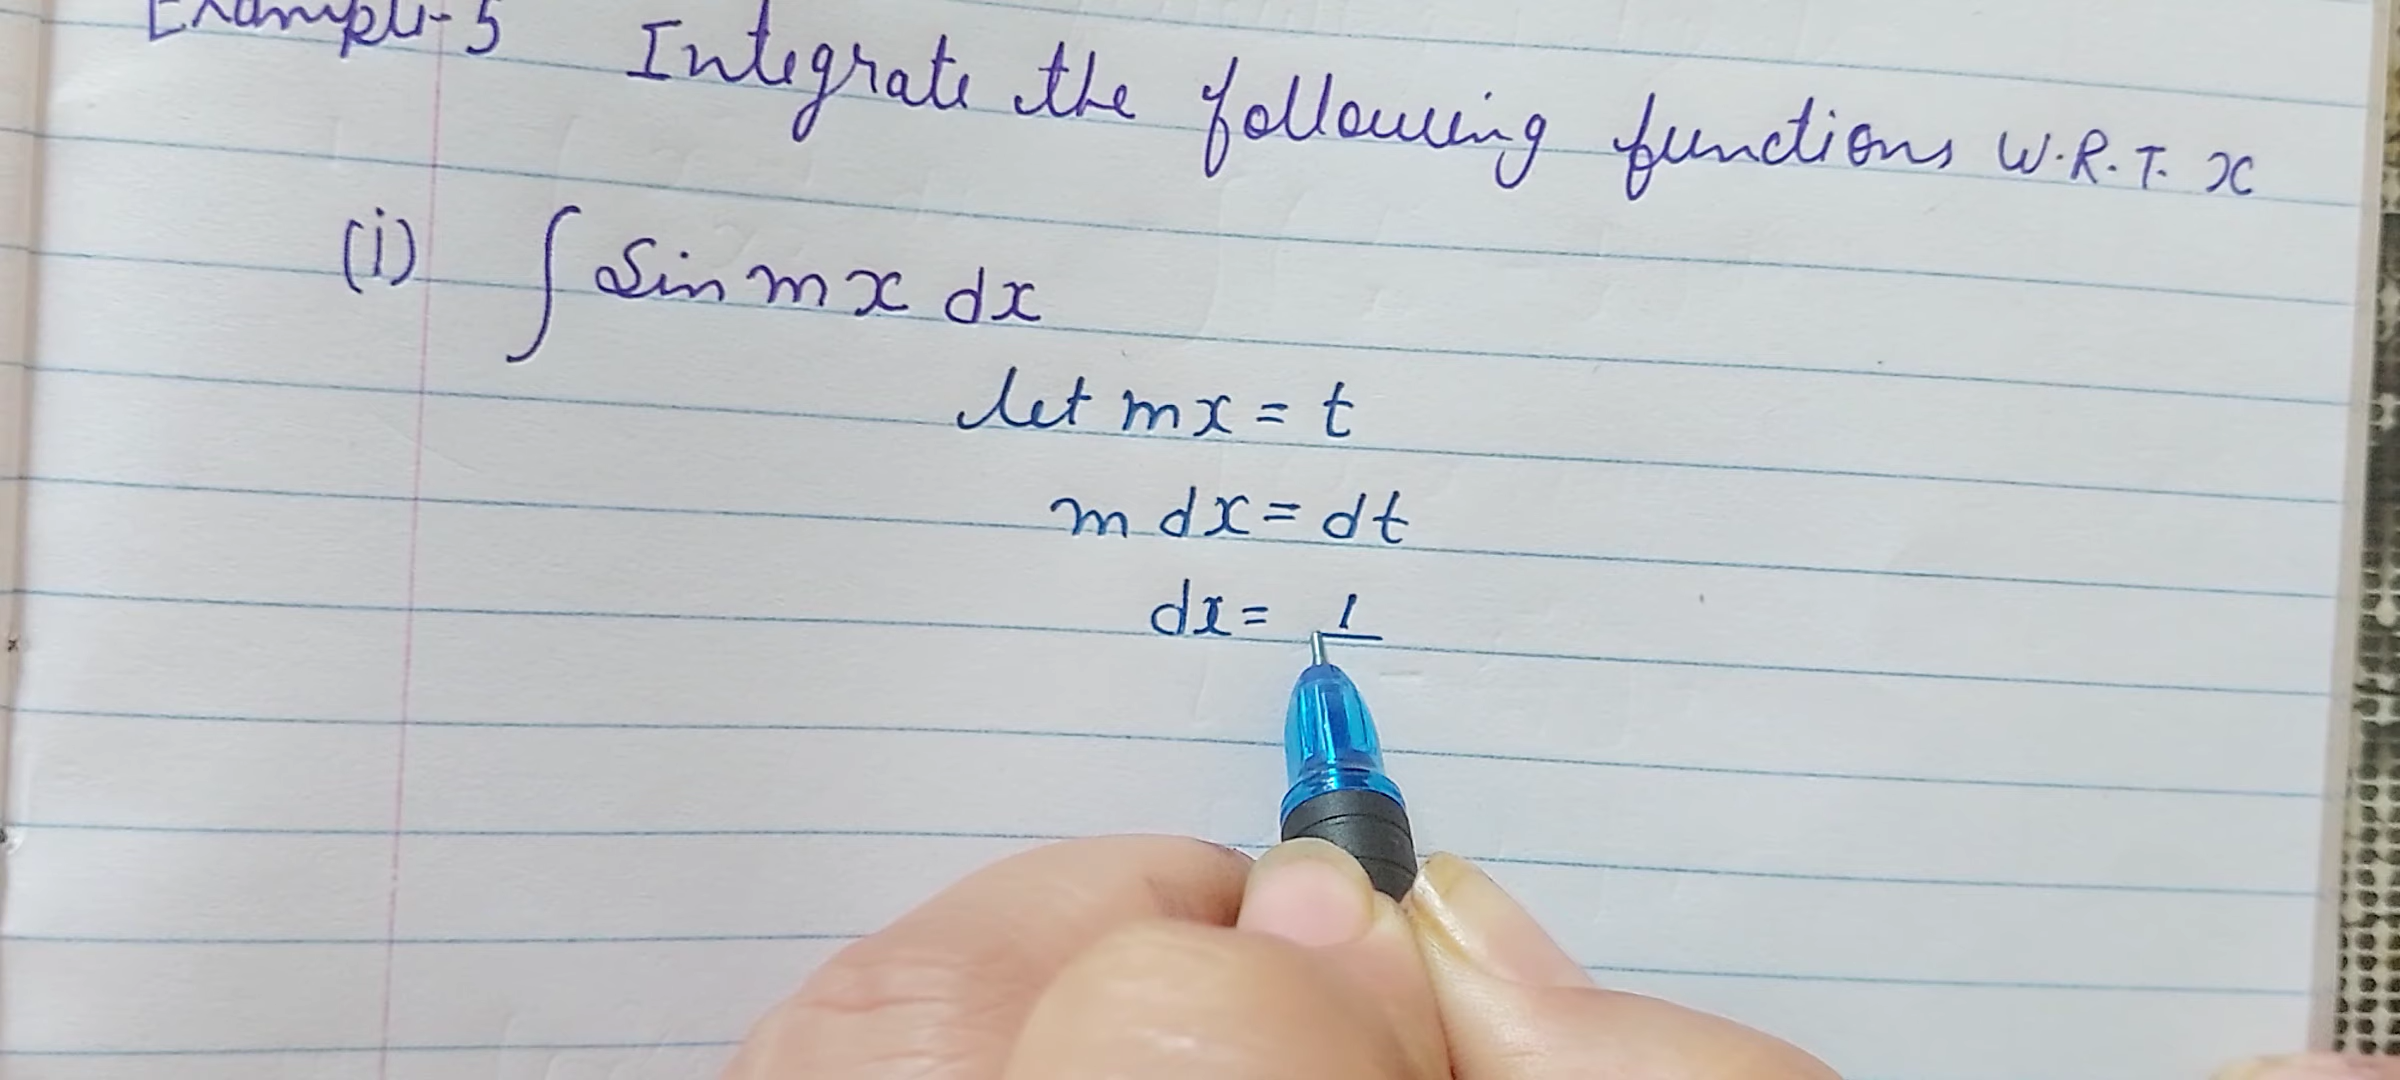 Example-5 Integrate the following functions W.R.T. x
(i) ∫ Sin mx dx
let mx = t
m dx = dt
dx = 1